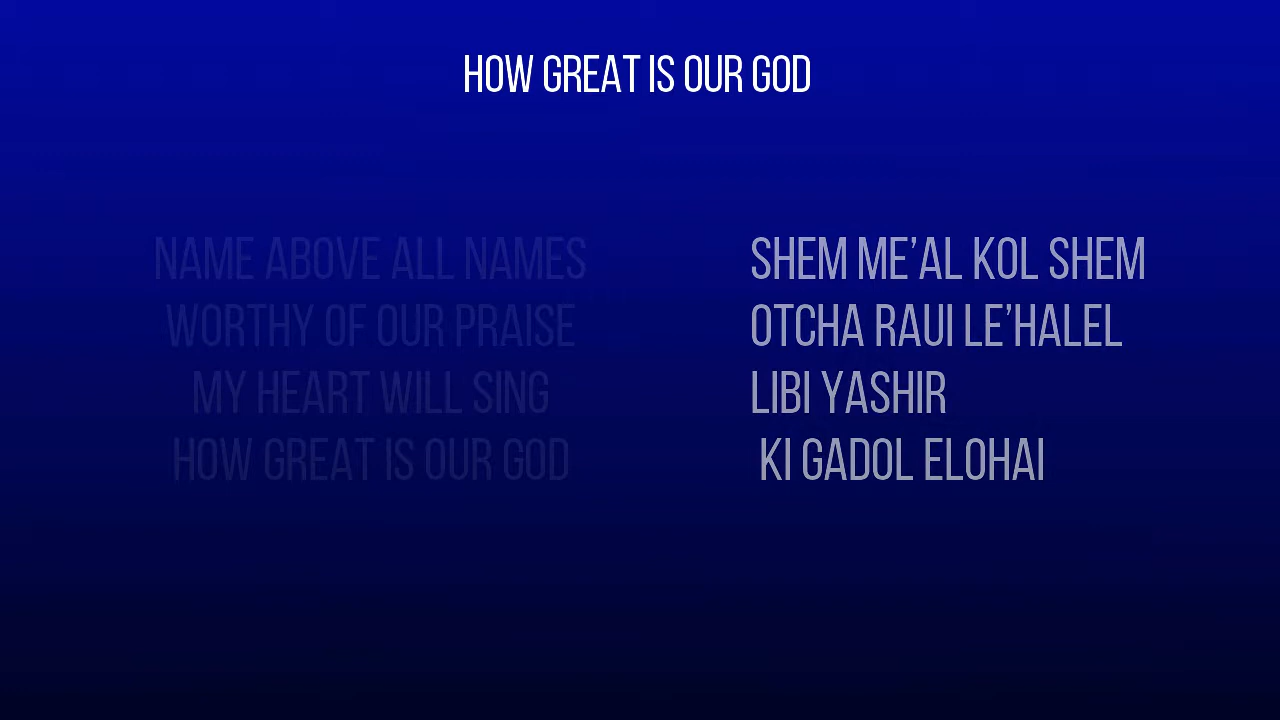 HOW GREAT IS OUR GOD
NAME ABOVE ALL NAMES
WORTHY OF OUR PRAISE
MY HEART WILL SING
HOW GREAT IS OUR GOD
SHEM ME’AL KOL SHEM
OTCHA RAUI LE’HALEL
LIBI YASHIR
KI GADOL ELOHAI